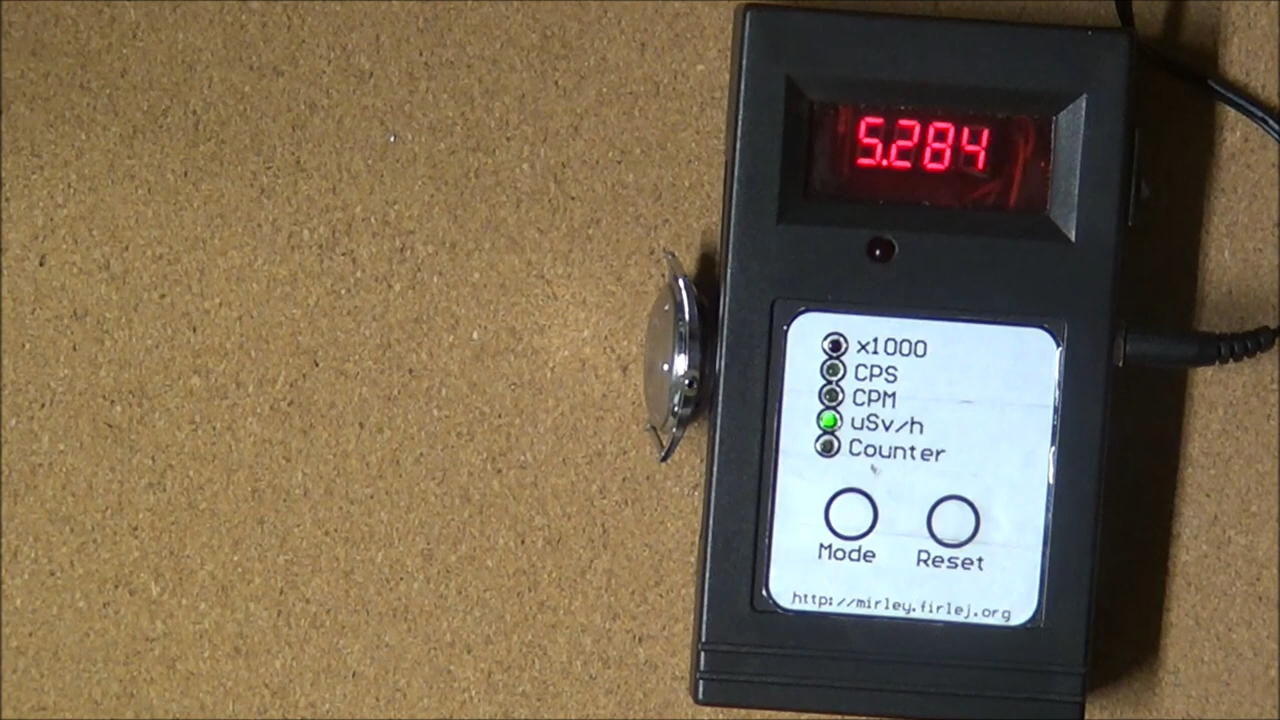 5.284
x1000
CPS
CPM
uSv/h
Counter
Mode
Reset
http://mirley.firlej.org